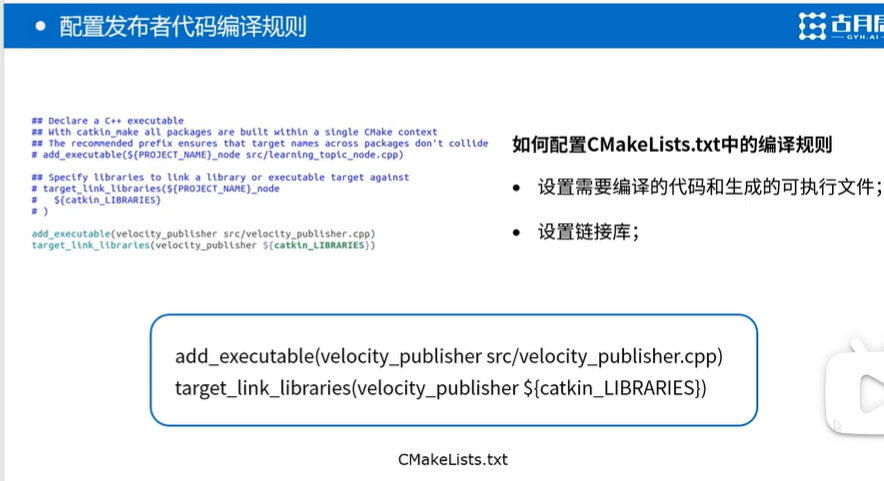 配置发布者代码编译规则
古月居
GYH.AI
## Declare a C++ executable
## With catkin_make all packages are built within a single CMake context
## The recommended prefix ensures that target names across packages don't collide
# add_executable(${PROJECT_NAME}_node src/learning_topic_node.cpp)
## Specify libraries to link a library or executable target against
# target_link_libraries(${PROJECT_NAME}_node
#   ${catkin_LIBRARIES}
# )
add_executable(velocity_publisher src/velocity_publisher.cpp)
target_link_libraries(velocity_publisher ${catkin_LIBRARIES})
如何配置CMakeLists.txt中的编译规则
• 设置需要编译的代码和生成的可执行文件;
• 设置链接库;
add_executable(velocity_publisher src/velocity_publisher.cpp)
target_link_libraries(velocity_publisher ${catkin_LIBRARIES})
CMakeLists.txt